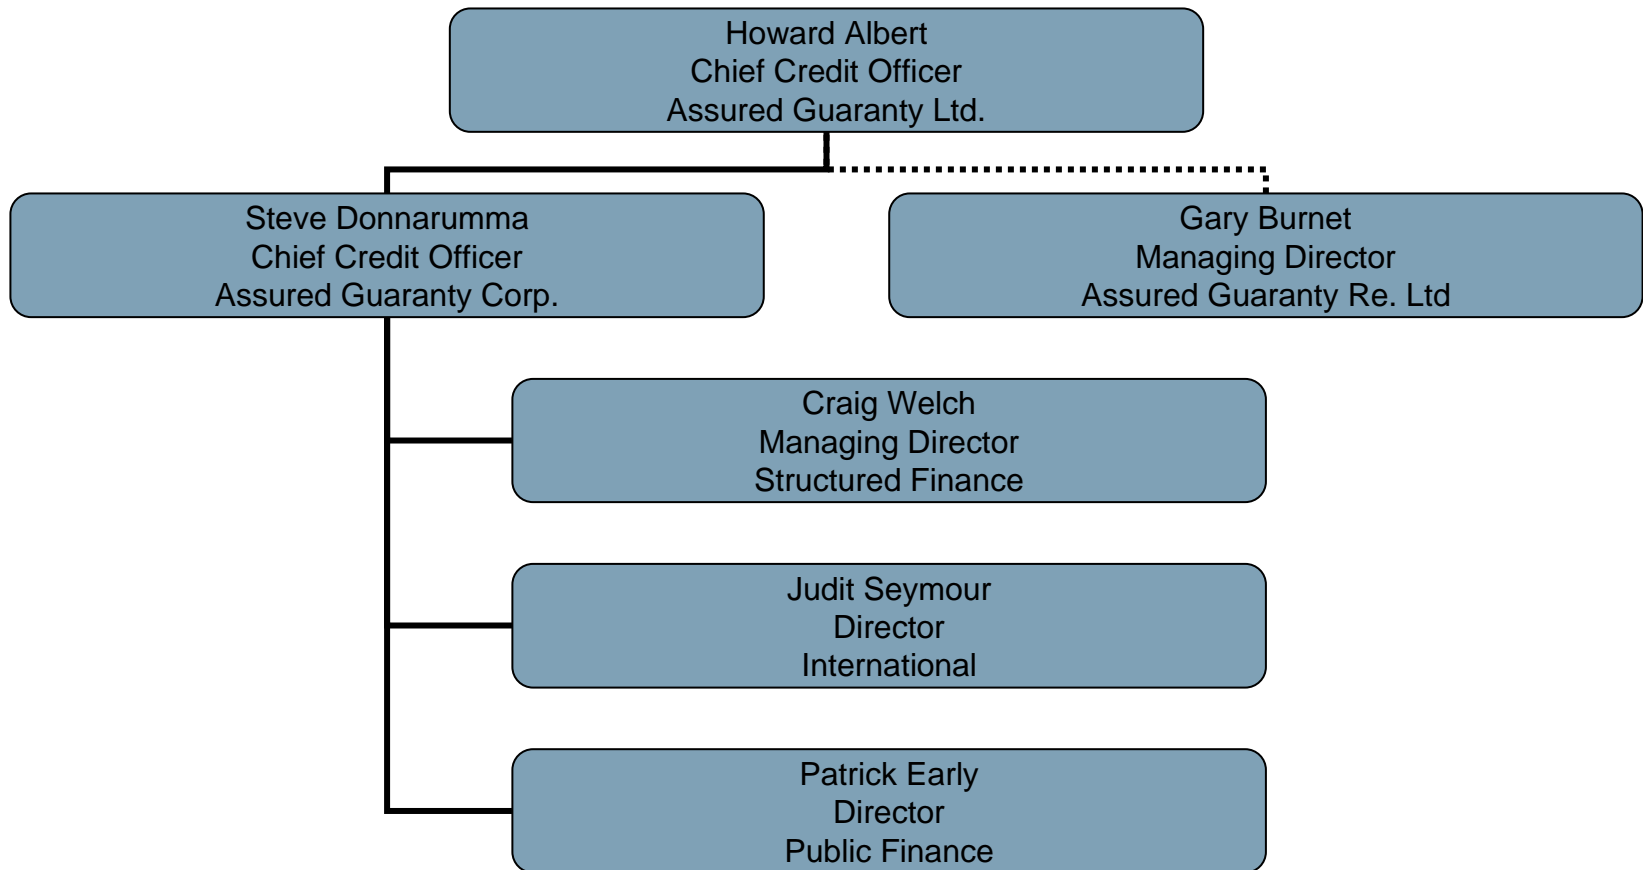 Howard Albert
Chief Credit Officer
Assured Guaranty Ltd.
Steve Donnarumma
Chief Credit Officer
Assured Guaranty Corp.
Gary Burnet
Managing Director
Assured Guaranty Re. Ltd
Craig Welch
Managing Director
Structured Finance
Judit Seymour
Director
International
Patrick Early
Director
Public Finance